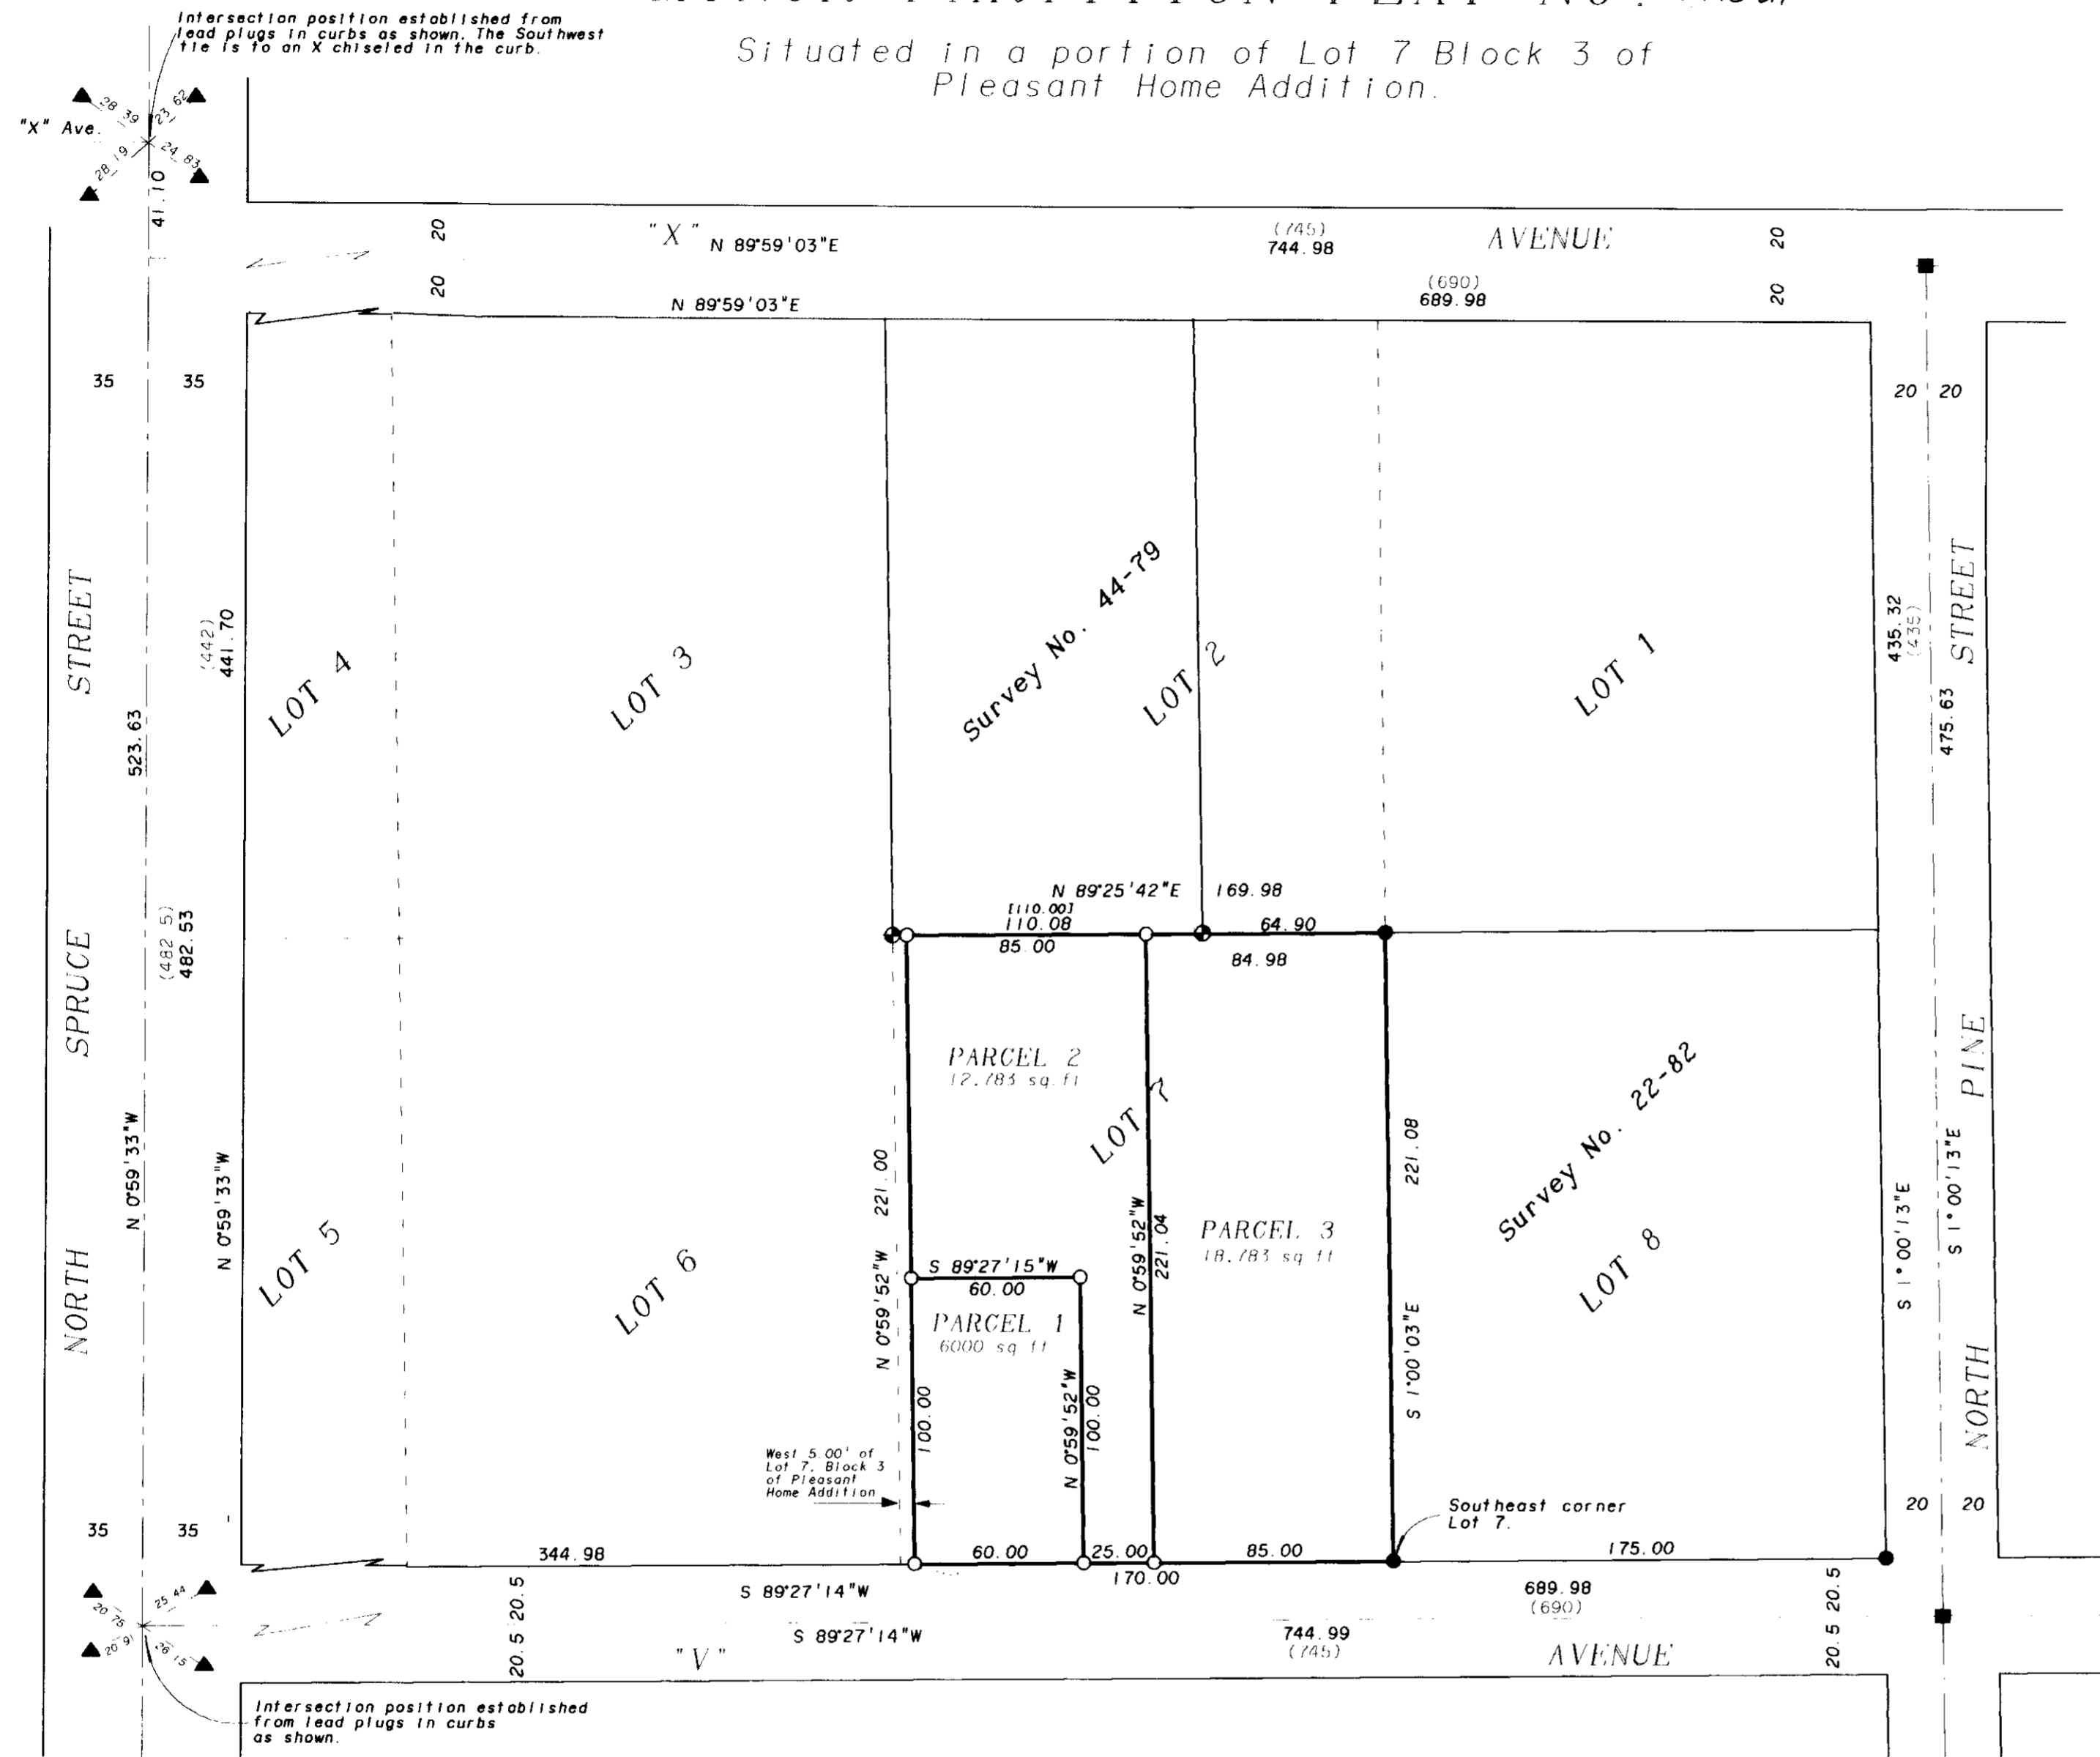 PARTITION PLAT NO.
Situated in a portion of Lot 7 Block 3 of
Pleasant Home Addition.
Intersection position established from
lead plugs in curbs as shown. The Southwest
tie is to an X chiseled in the curb.
28 39
23 62
"X" Ave.
28 19
24 83
41.10
20
"X"
N 89°59'03"E
(745)
744.98
AVENUE
20
20
N 89°59'03"E
(690)
689.98
20
35
35
20
20
STREET
(442)
441.70
523.63
LOT 4
LOT 3
Survey No. 44-79
LOT 2
LOT 1
435.32
(435)
STREET
475.63
SPRUCE
(482 5)
482.53
N 89°25'42"E
169.98
[110.00]
110.08
64.90
85.00
84.98
PARCEL 2
12,783 sq.ft
LOT 7
221.00
221.08
Survey No. 22-82
PINE
N 0°59'33"W
N 0°59'33"W
S 1°00'13"E
S 1°00'13"E
NORTH
LOT 5
LOT 6
N 0°59'52"W
S 89°27'15"W
60.00
N 0°59'52"W
221.04
PARCEL 3
18,783 sq ft
LOT 8
PARCEL 1
6000 sq ft
S 1°00'03"E
100.00
N 0°59'52"W
100.00
NORTH
West 5.00' of
Lot 7, Block 3
of Pleasant
Home Addition
Southeast corner
Lot 7.
20
20
35
35
344.98
60.00
25.00
85.00
175.00
170.00
25 44
20 75
20 91
26 15
S 89°27'14"W
20.5 20.5
689.98
(690)
20.5 20.5
S 89°27'14"W
744.99
(745)
"V"
AVENUE
Intersection position established
from lead plugs in curbs
as shown.